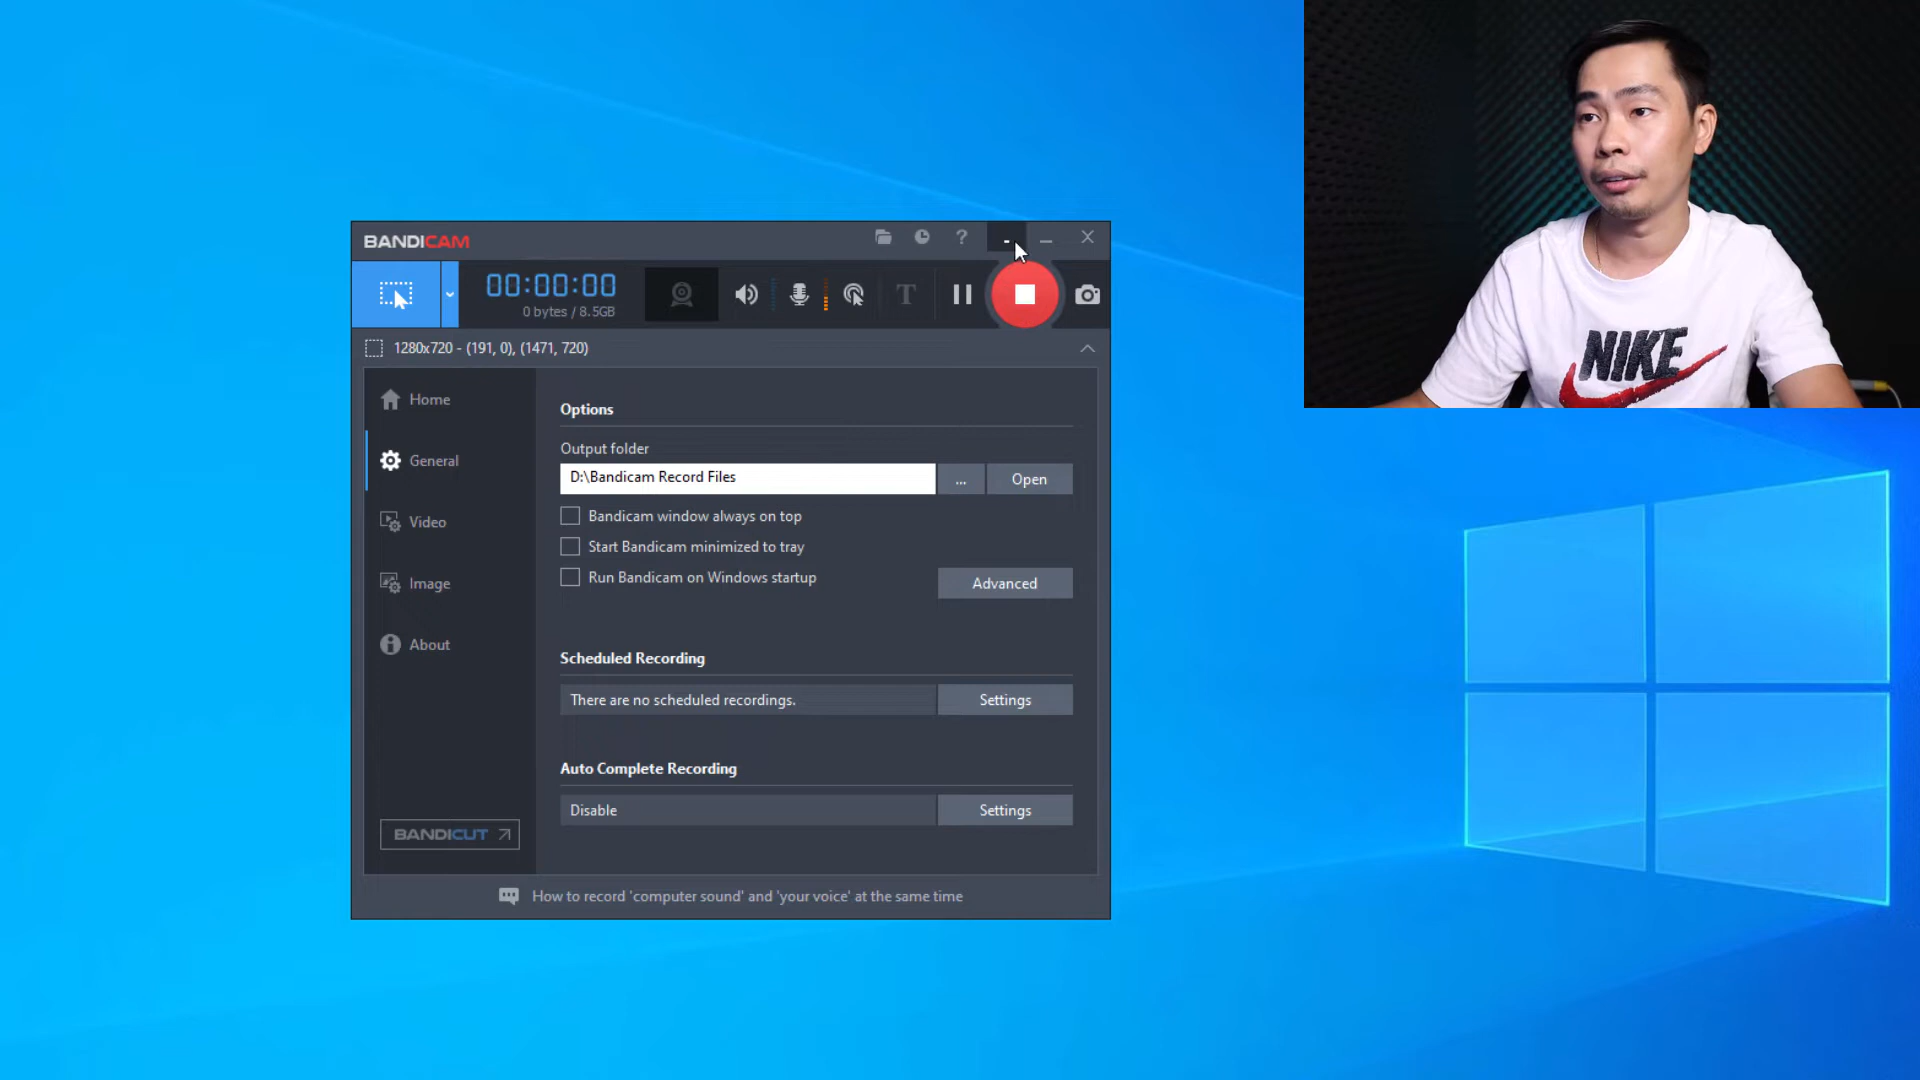 BANDICAM
?
00:00:00
0 bytes / 8.5GB
T
1280x720 - (191, 0), (1471, 720)
Home
General
Video
Image
About
BANDICUT
Options
Output folder
D:\Bandicam Record Files
...
Open
Bandicam window always on top
Start Bandicam minimized to tray
Run Bandicam on Windows startup
Advanced
Scheduled Recording
There are no scheduled recordings.
Settings
Auto Complete Recording
Disable
Settings
How to record 'computer sound' and 'your voice' at the same time
NIKE